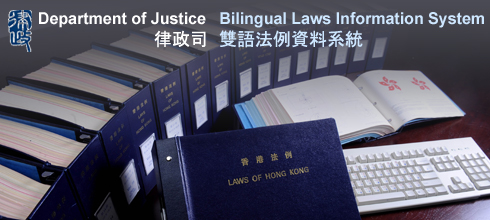 Department of Justice Bilingual Laws Information System
律政司 雙語法例資料系統
香港法例
LAWS OF HONG KONG